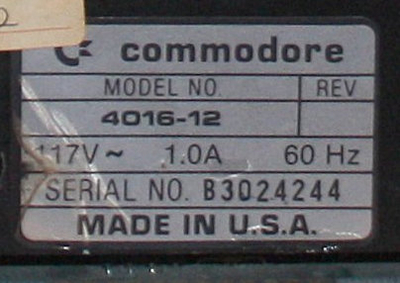 commodore
MODEL NO. REV
4016-12
117V~ 1.0A 60 Hz
SERIAL NO. B3024244
MADE IN U.S.A.